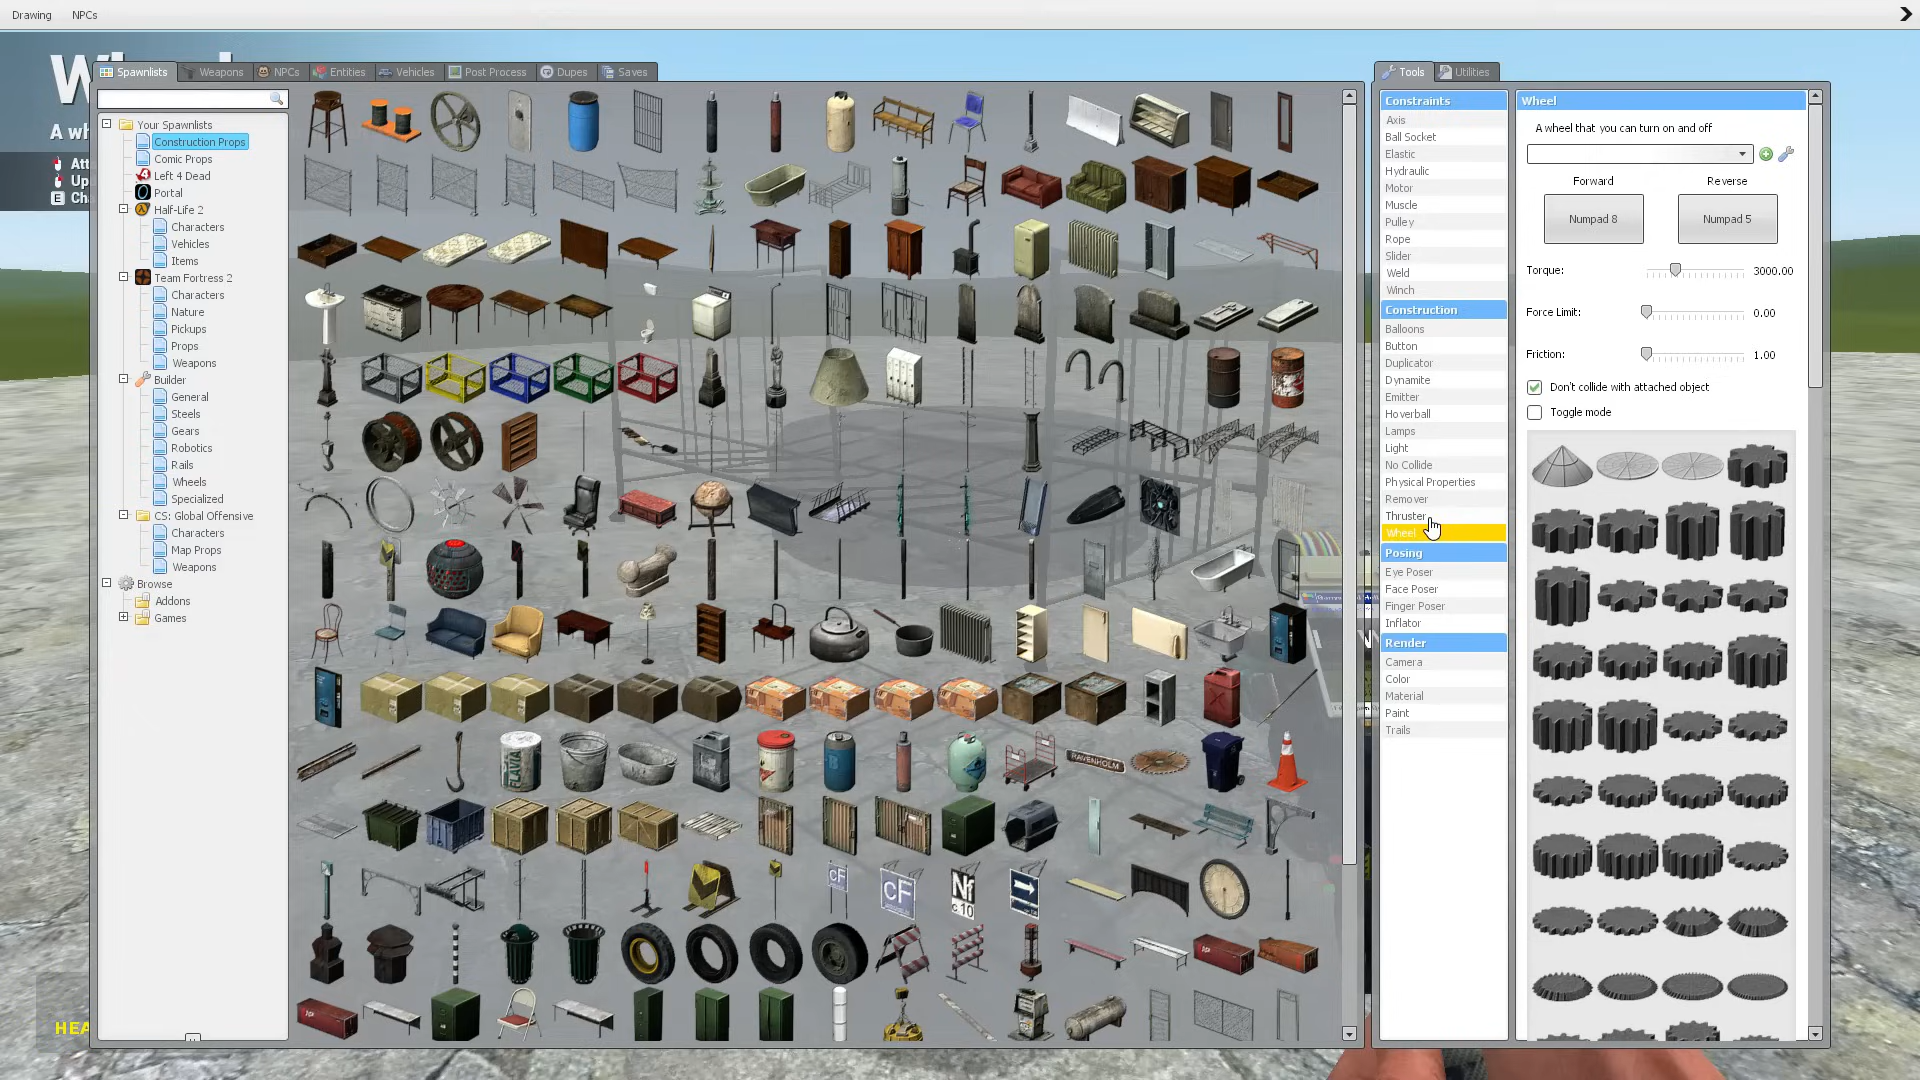 Drawing NPCs
W
Spawnlists Weapons NPCs Entities Vehicles Post Process Dupes Saves
Tools Utilities
A wh
Att
Up
E Cha
HEA
Your Spawnlists
Construction Props
Comic Props
Left 4 Dead
Portal
Half-Life 2
Characters
Vehicles
Items
Team Fortress 2
Characters
Nature
Pickups
Props
Weapons
Builder
General
Steels
Gears
Robotics
Rails
Wheels
Specialized
CS: Global Offensive
Characters
Map Props
Weapons
Browse
Addons
Games
RAVENHOLM
cF
cF
Nf
c 10
Constraints
Axis
Ball Socket
Elastic
Hydraulic
Motor
Muscle
Pulley
Rope
Slider
Weld
Winch
Construction
Balloons
Button
Duplicator
Dynamite
Emitter
Hoverball
Lamps
Light
No Collide
Physical Properties
Remover
Thruster
Wheel
Posing
Eye Poser
Face Poser
Finger Poser
Inflator
Render
Camera
Color
Material
Paint
Trails
Wheel
A wheel that you can turn on and off
Forward Reverse
Numpad 8 Numpad 5
Torque: 3000.00
Force Limit: 0.00
Friction: 1.00
Don't collide with attached object
Toggle mode